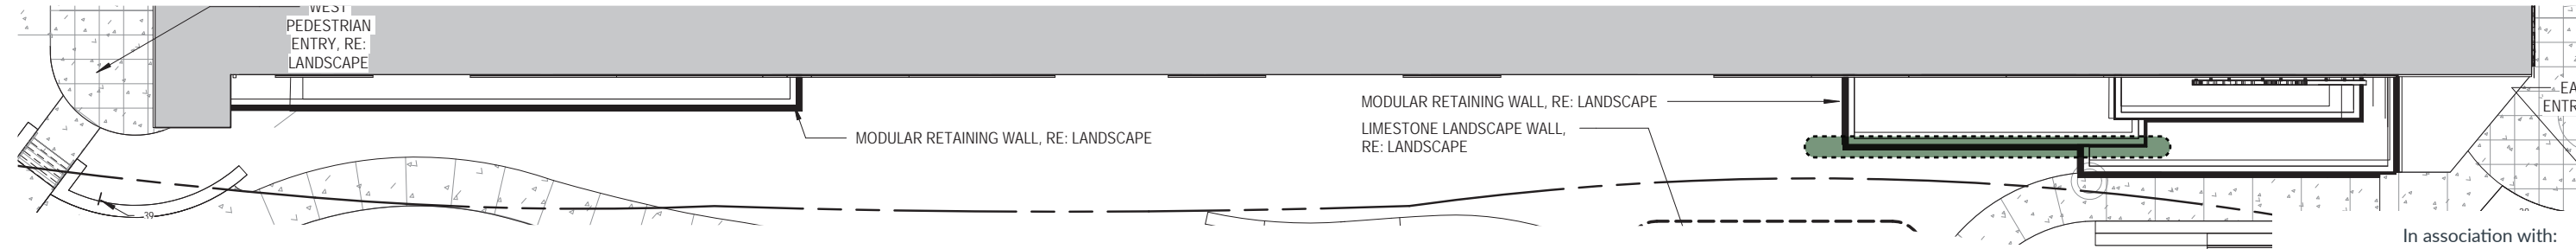 WEST
PEDESTRIAN
ENTRY, RE:
LANDSCAPE
MODULAR RETAINING WALL, RE: LANDSCAPE
MODULAR RETAINING WALL, RE: LANDSCAPE
LIMESTONE LANDSCAPE WALL,
RE: LANDSCAPE
39
In association with: